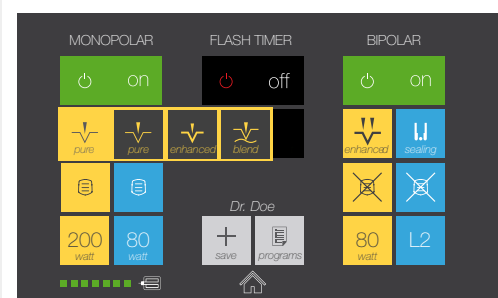 MONOPOLAR FLASH TIMER BIPOLAR
on off on
pure pure enhanced blend enhanced sealing
Dr. Doe
200 watt 80 watt save programs 80 watt L2